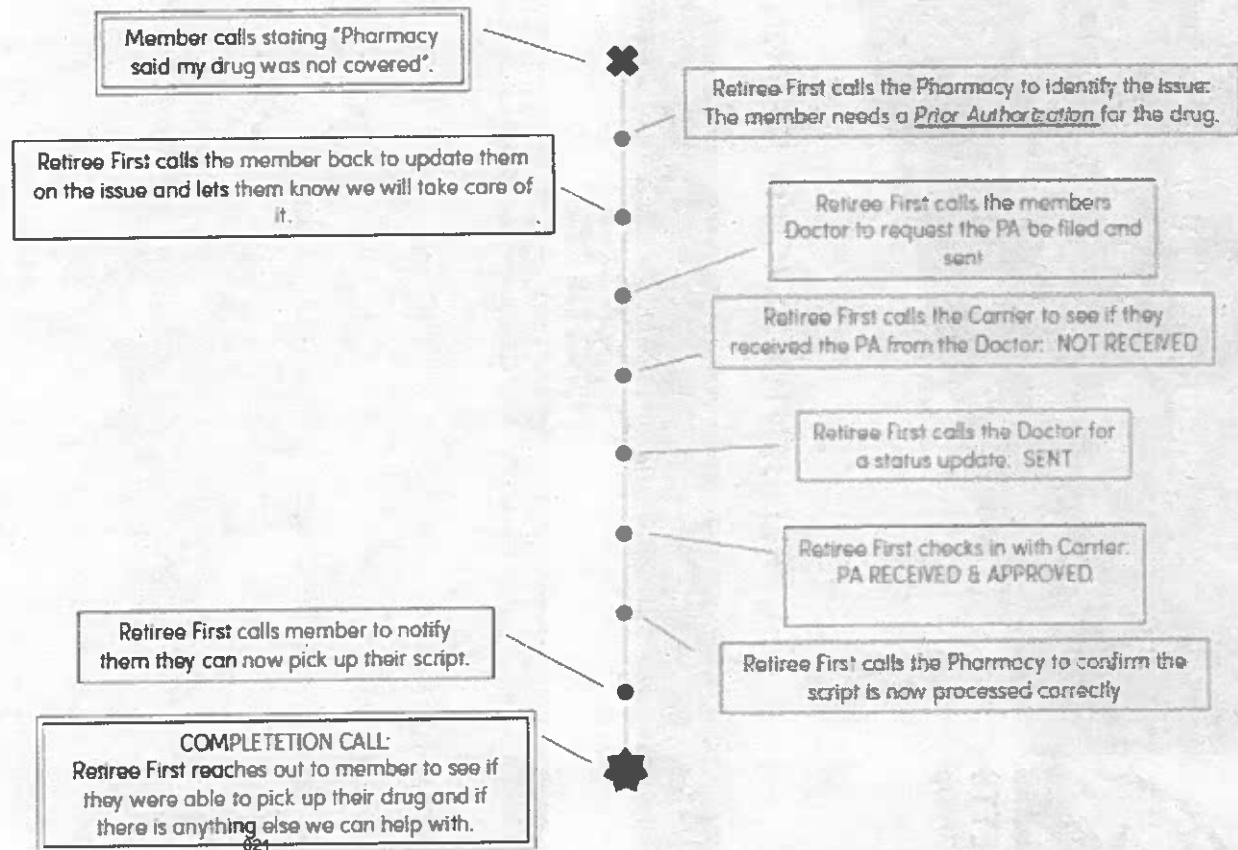 Member calls stating "Pharmacy
said my drug was not covered".
Retiree First calls the Pharmacy to identify the issue:
The member needs a Prior Authorization for the drug.
Retiree First calls the member back to update them
on the issue and lets them know we will take care of
it.
Retiree First calls the members
Doctor to request the PA be filed and
sent
Retiree First calls the Carrier to see if they
received the PA from the Doctor: NOT RECEIVED
Retiree First calls the Doctor for
a status update: SENT
Retiree First checks in with Carrier:
PA RECEIVED & APPROVED
Retiree First calls the Pharmacy to confirm the
script is now processed correctly
Retiree First calls member to notify
them they can now pick up their script.
COMPLETETION CALL:
Retiree First reaches out to member to see if
they were able to pick up their drug and if
there is anything else we can help with.
021